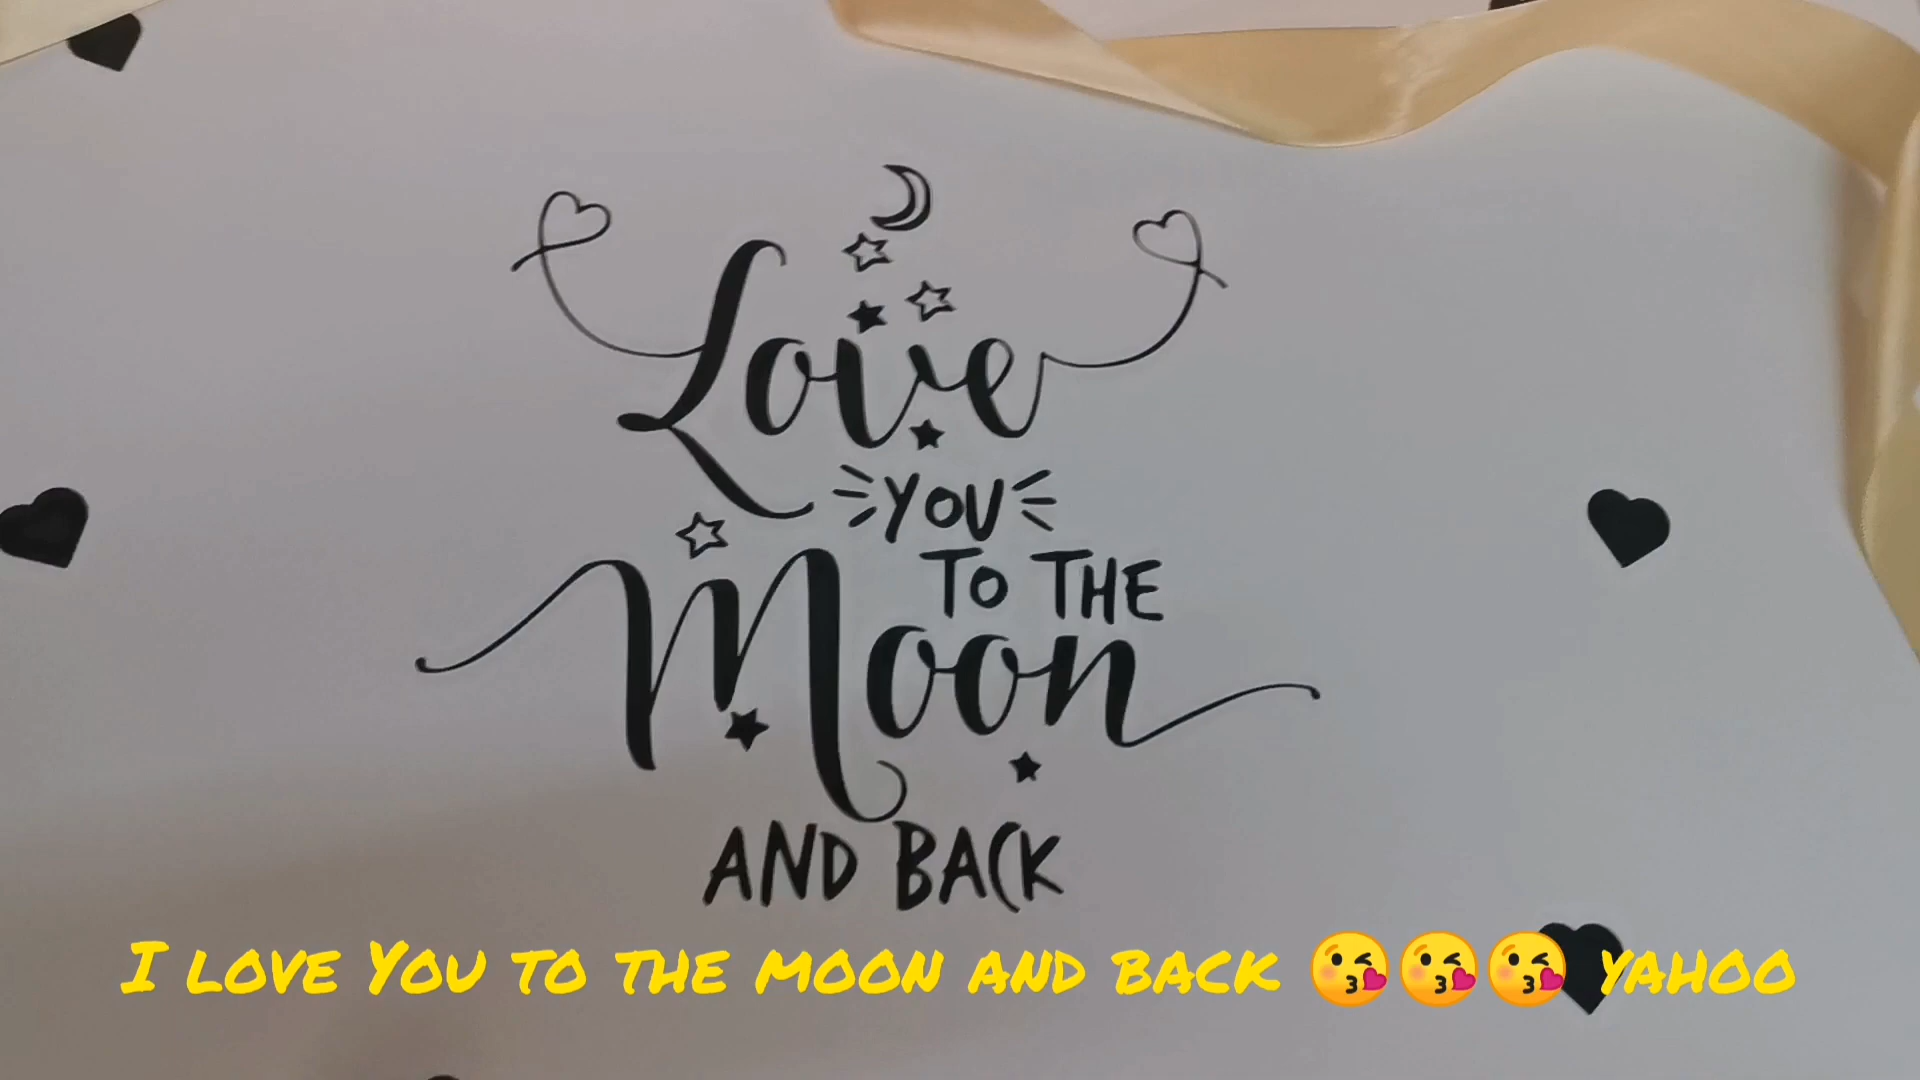 Love
YOU
TO THE
Moon
AND BACK
I LOVE YOU TO THE MOON AND BACK 😘😘😘 YAHOO